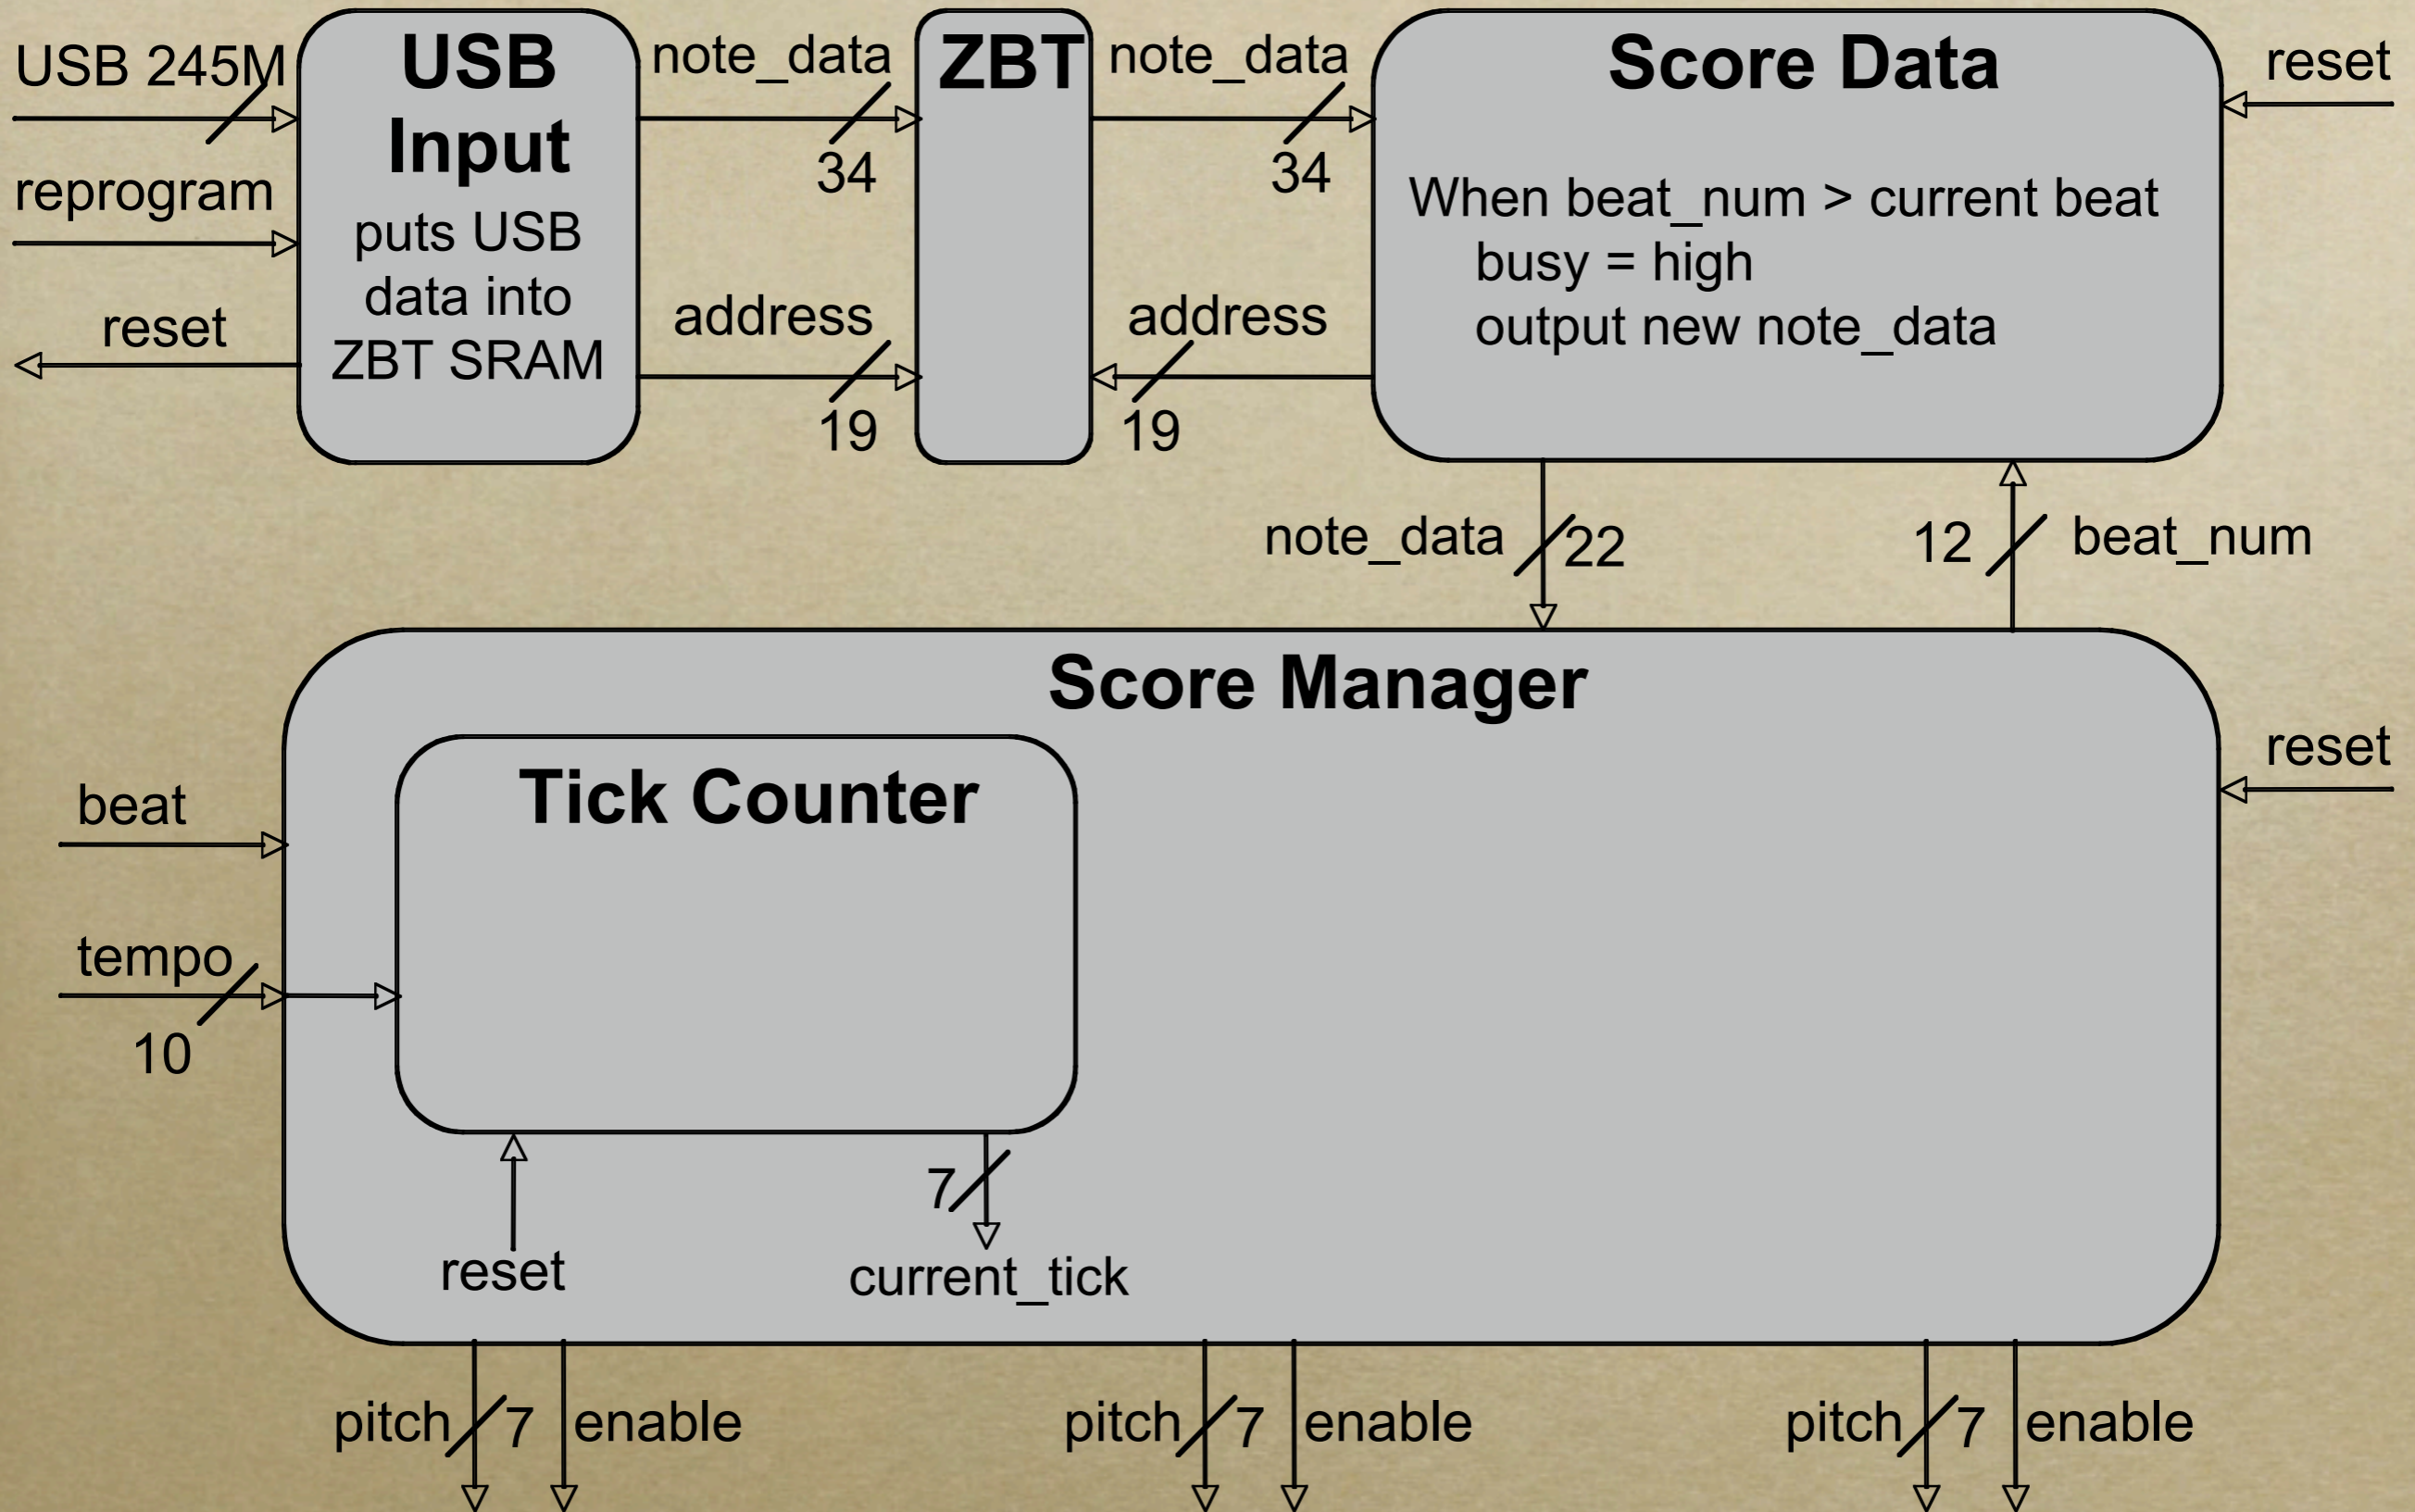 USB 245M
reprogram
reset
USB
Input
puts USB
data into
ZBT SRAM
note_data
34
address
19
ZBT
note_data
34
address
19
Score Data
When beat_num > current beat
busy = high
output new note_data
reset
note_data
22
12
beat_num
Score Manager
reset
beat
tempo
10
Tick Counter
reset
7
current_tick
pitch
7
enable
pitch
7
enable
pitch
7
enable